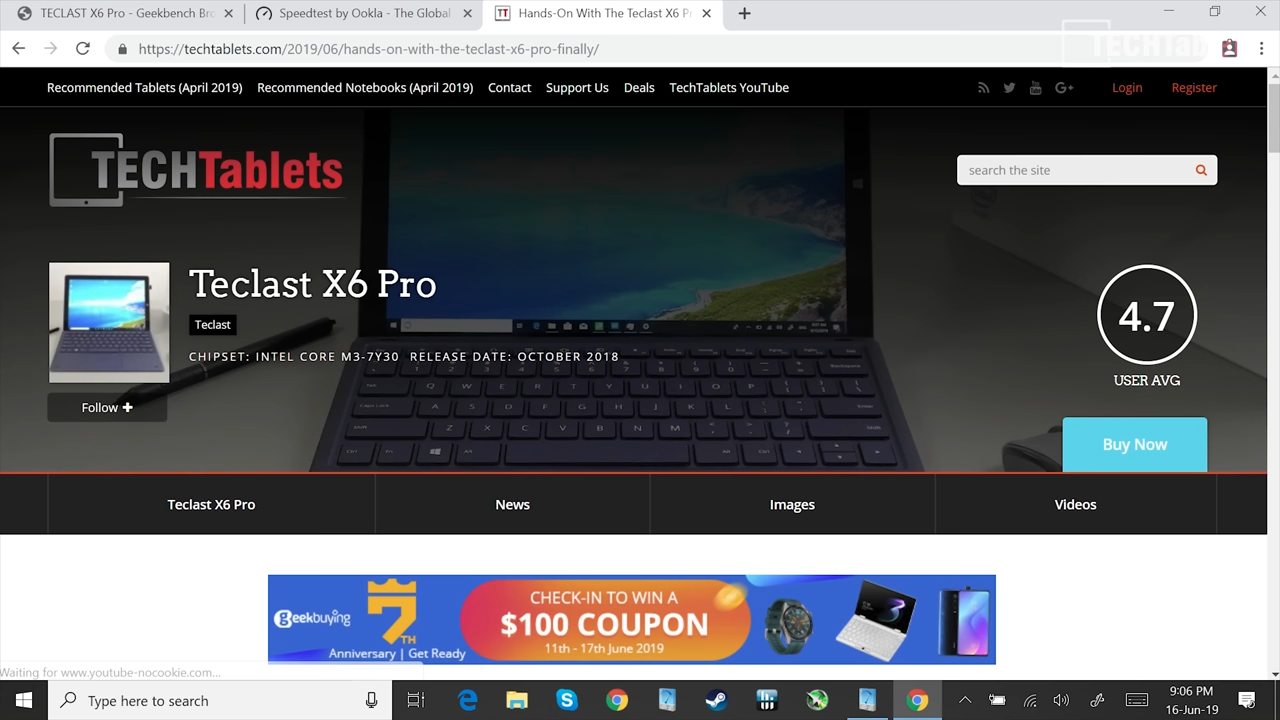 TECLAST X6 Pro - Geekbench Bro
Speedtest by Ookla - The Global
Hands-On With The Teclast X6 P
https://techtablets.com/2019/06/hands-on-with-the-teclast-x6-pro-finally/
Recommended Tablets (April 2019) Recommended Notebooks (April 2019) Contact Support Us Deals TechTablets YouTube Login Register
TECHTablets
search the site
Teclast X6 Pro
Teclast
CHIPSET: INTEL CORE M3-7Y30 RELEASE DATE: OCTOBER 2018
4.7
USER AVG
Follow
Buy Now
Teclast X6 Pro News Images Videos
geekbuying
7TH
Anniversary | Get Ready
CHECK-IN TO WIN A
$100 COUPON
11th - 17th June 2019
Waiting for www.youtube-nocookie.com...
Type here to search
9:06 PM
16-Jun-19